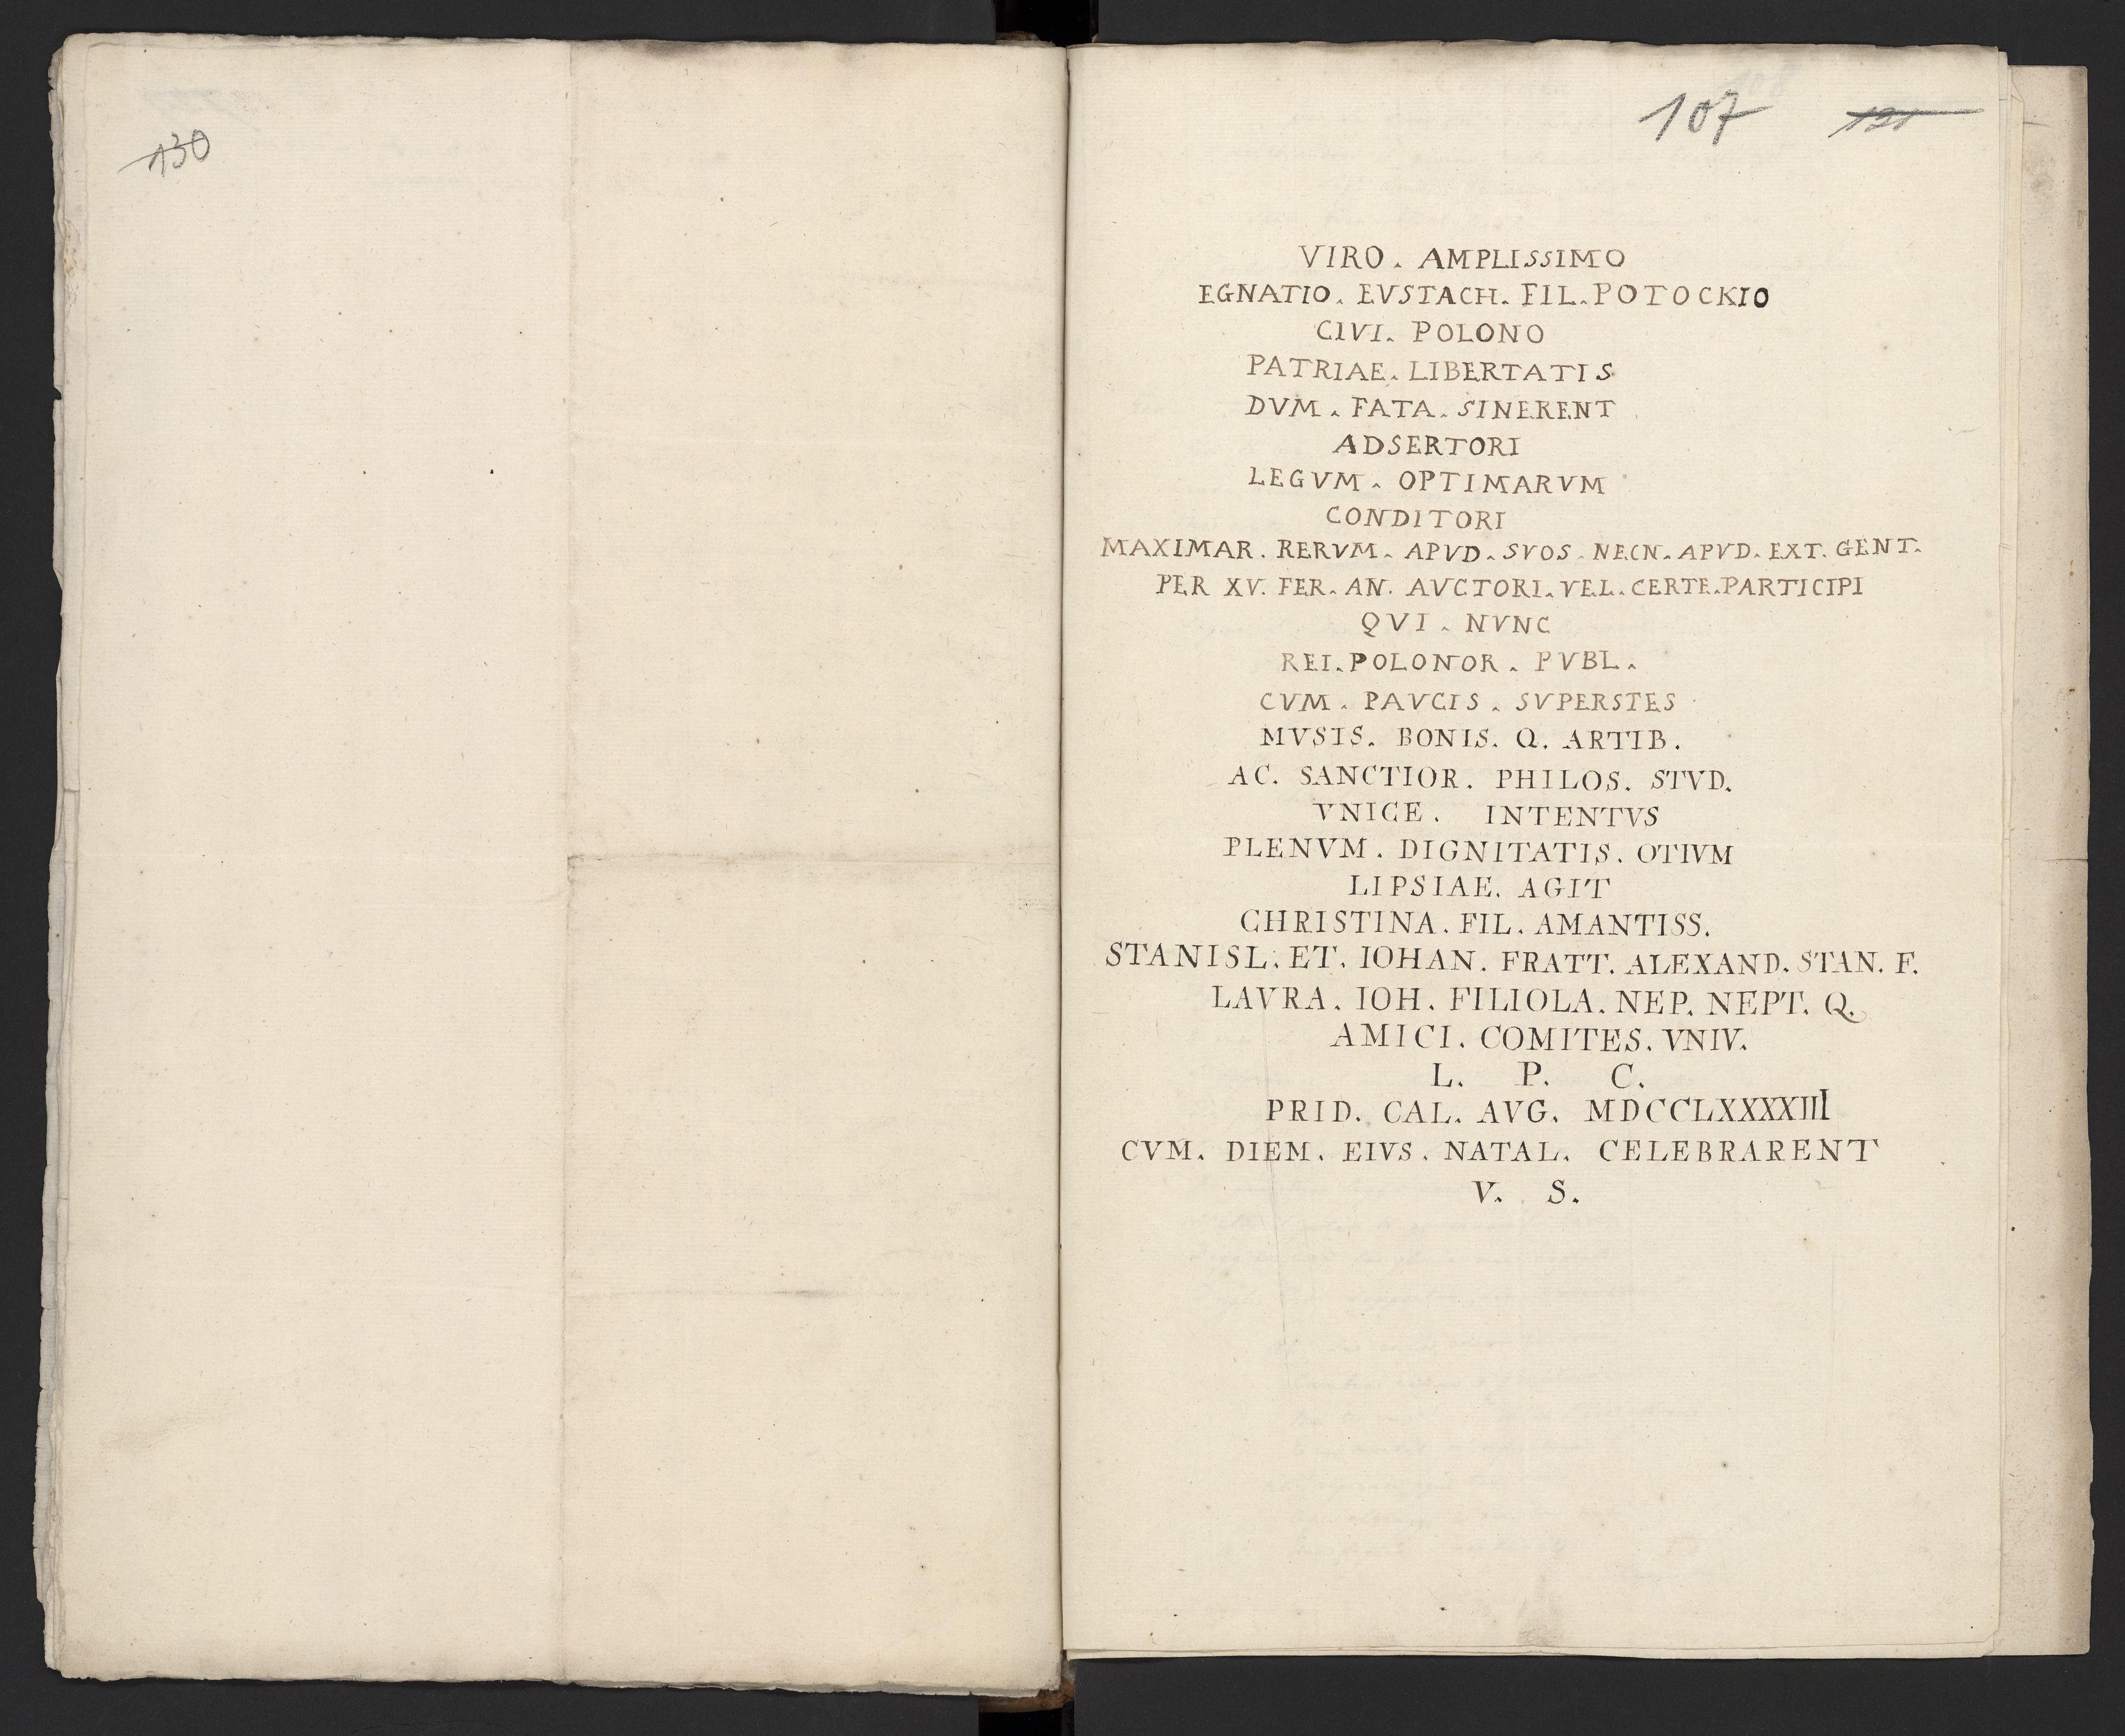 130
107 121
VIRO. AMPLISSIMO
EGNATIO. EVSTACH. FIL. POTOCKIO
CIVI. POLONO
PATRIAE. LIBERTATIS
DVM. FATA. SINERENT
ADSERTORI
LEGVM. OPTIMARVM
CONDITORI
MAXIMAR. RERVM. APVD. SVOS. NECN. APVD. EXT. GENT.
PER XV. FER. AN. AVCTORI. VEL. CERTE. PARTICIPI
QVI. NVNC
REI. POLONOR. PVBL.
CVM. PAVCIS. SVPERSTES
MVSIS. BONIS. Q. ARTIB.
AC. SANCTIOR. PHILOS. STVD.
VNICE. INTENTVS
PLENVM. DIGNITATIS. OTIVM
LIPSIAE. AGIT
CHRISTINA. FIL. AMANTISS.
STANISL. ET. IOHAN. FRATT. ALEXAND. STAN. F.
LAVRA. IOH. FILIOLA. NEP. NEPT. Q.
AMICI. COMITES. VNIV.
L. P. C.
PRID. CAL. AVG. MDCCLXXXXIII
CVM. DIEM. EIVS. NATAL. CELEBRARENT
V. S.